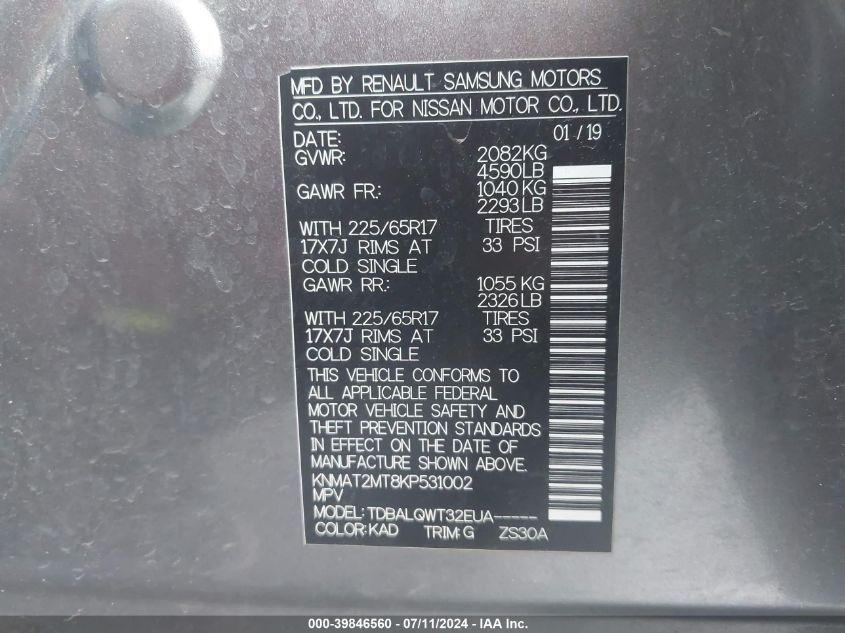 MFD BY RENAULT SAMSUNG MOTORS
CO., LTD. FOR NISSAN MOTOR CO., LTD.
DATE: 01 / 19
GVWR: 2082KG
4590LB
GAWR FR.: 1040 KG
2293LB
WITH 225/65R17 TIRES
17X7J RIMS AT 33 PSI
COLD SINGLE
GAWR RR.: 1055 KG
2326LB
WITH 225/65R17 TIRES
17X7J RIMS AT 33 PSI
COLD SINGLE
THIS VEHICLE CONFORMS TO
ALL APPLICABLE FEDERAL
MOTOR VEHICLE SAFETY AND
THEFT PREVENTION STANDARDS
IN EFFECT ON THE DATE OF
MANUFACTURE SHOWN ABOVE.
KNMAT2MT8KP531002
MPV
MODEL: TDBALQWT32EUA-----
COLOR: KAD TRIM: G ZS30A
000-39846560 - 07/11/2024 - IAA Inc.